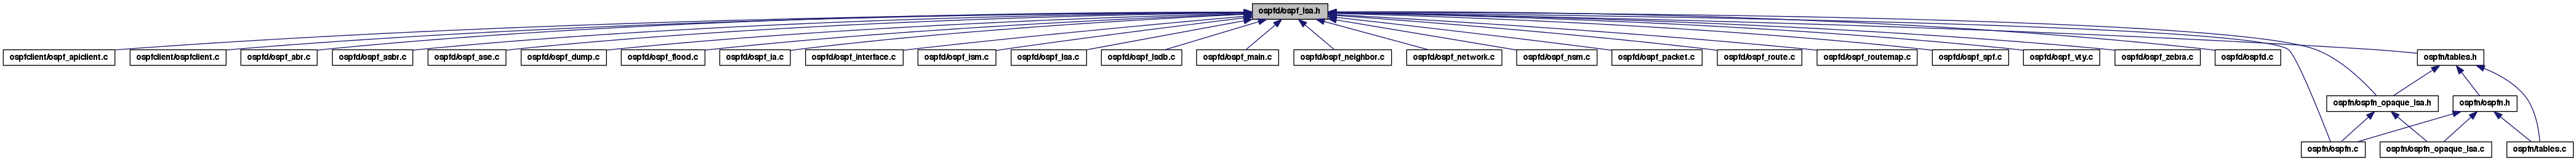 ospfd/ospf_lsa.h
ospfclient/ospf_apiclient.c
ospfclient/ospfclient.c
ospfd/ospf_abr.c
ospfd/ospf_asbr.c
ospfd/ospf_ase.c
ospfd/ospf_dump.c
ospfd/ospf_flood.c
ospfd/ospf_ia.c
ospfd/ospf_interface.c
ospfd/ospf_ism.c
ospfd/ospf_lsa.c
ospfd/ospf_lsdb.c
ospfd/ospf_main.c
ospfd/ospf_neighbor.c
ospfd/ospf_network.c
ospfd/ospf_nsm.c
ospfd/ospf_packet.c
ospfd/ospf_route.c
ospfd/ospf_routemap.c
ospfd/ospf_spf.c
ospfd/ospf_vty.c
ospfd/ospf_zebra.c
ospfd/ospfd.c
ospfn/tables.h
ospfn/ospfn_opaque_lsa.h
ospfn/ospfn.h
ospfn/ospfn.c
ospfn/ospfn_opaque_lsa.c
ospfn/tables.c